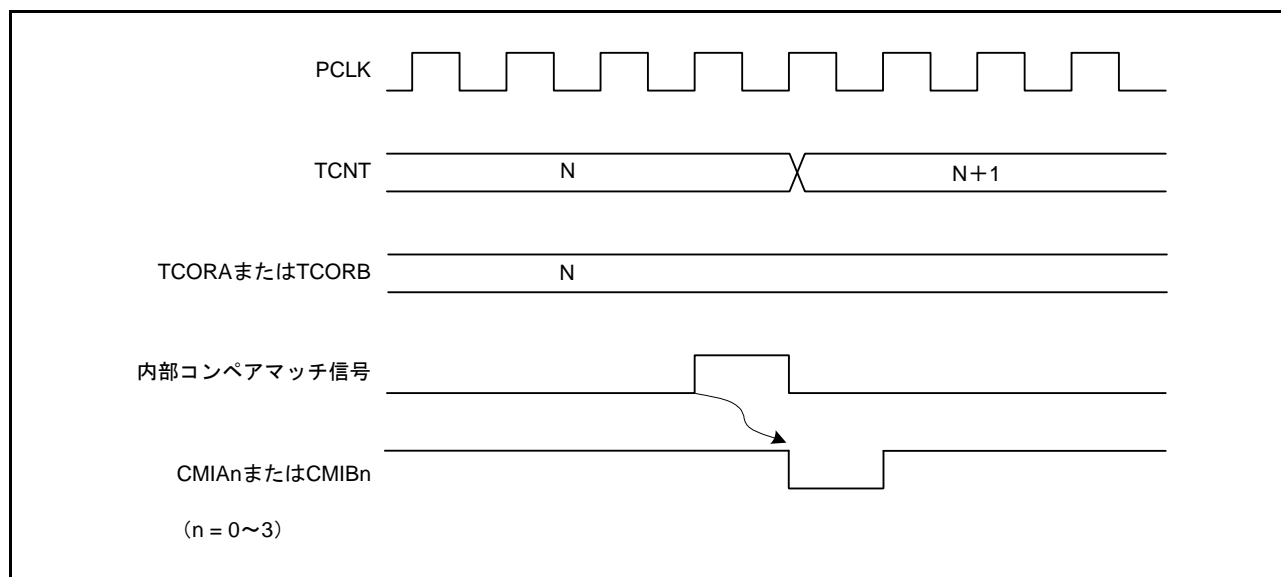 PCLK
TCNT
N
N+1
TCORAまたはTCORB
N
内部コンペアマッチ信号
CMIAnまたはCMIBn
（n = 0～3）